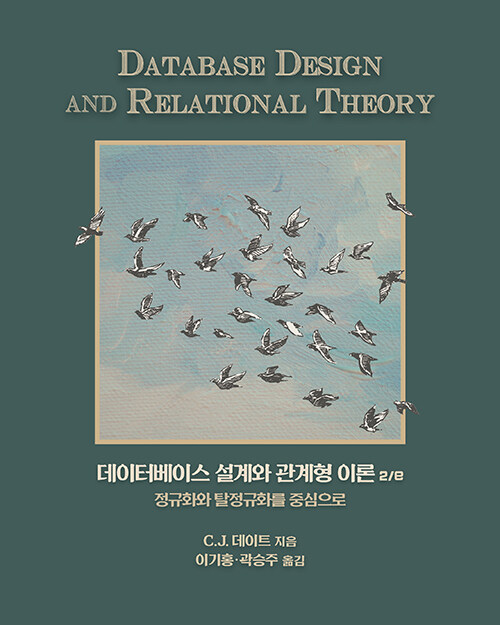 DATABASE DESIGN
AND RELATIONAL THEORY
데이터베이스 설계와 관계형 이론 2/e
정규화와 탈정규화를 중심으로
C.J. 데이트 지음
이기홍·곽승주 옮김